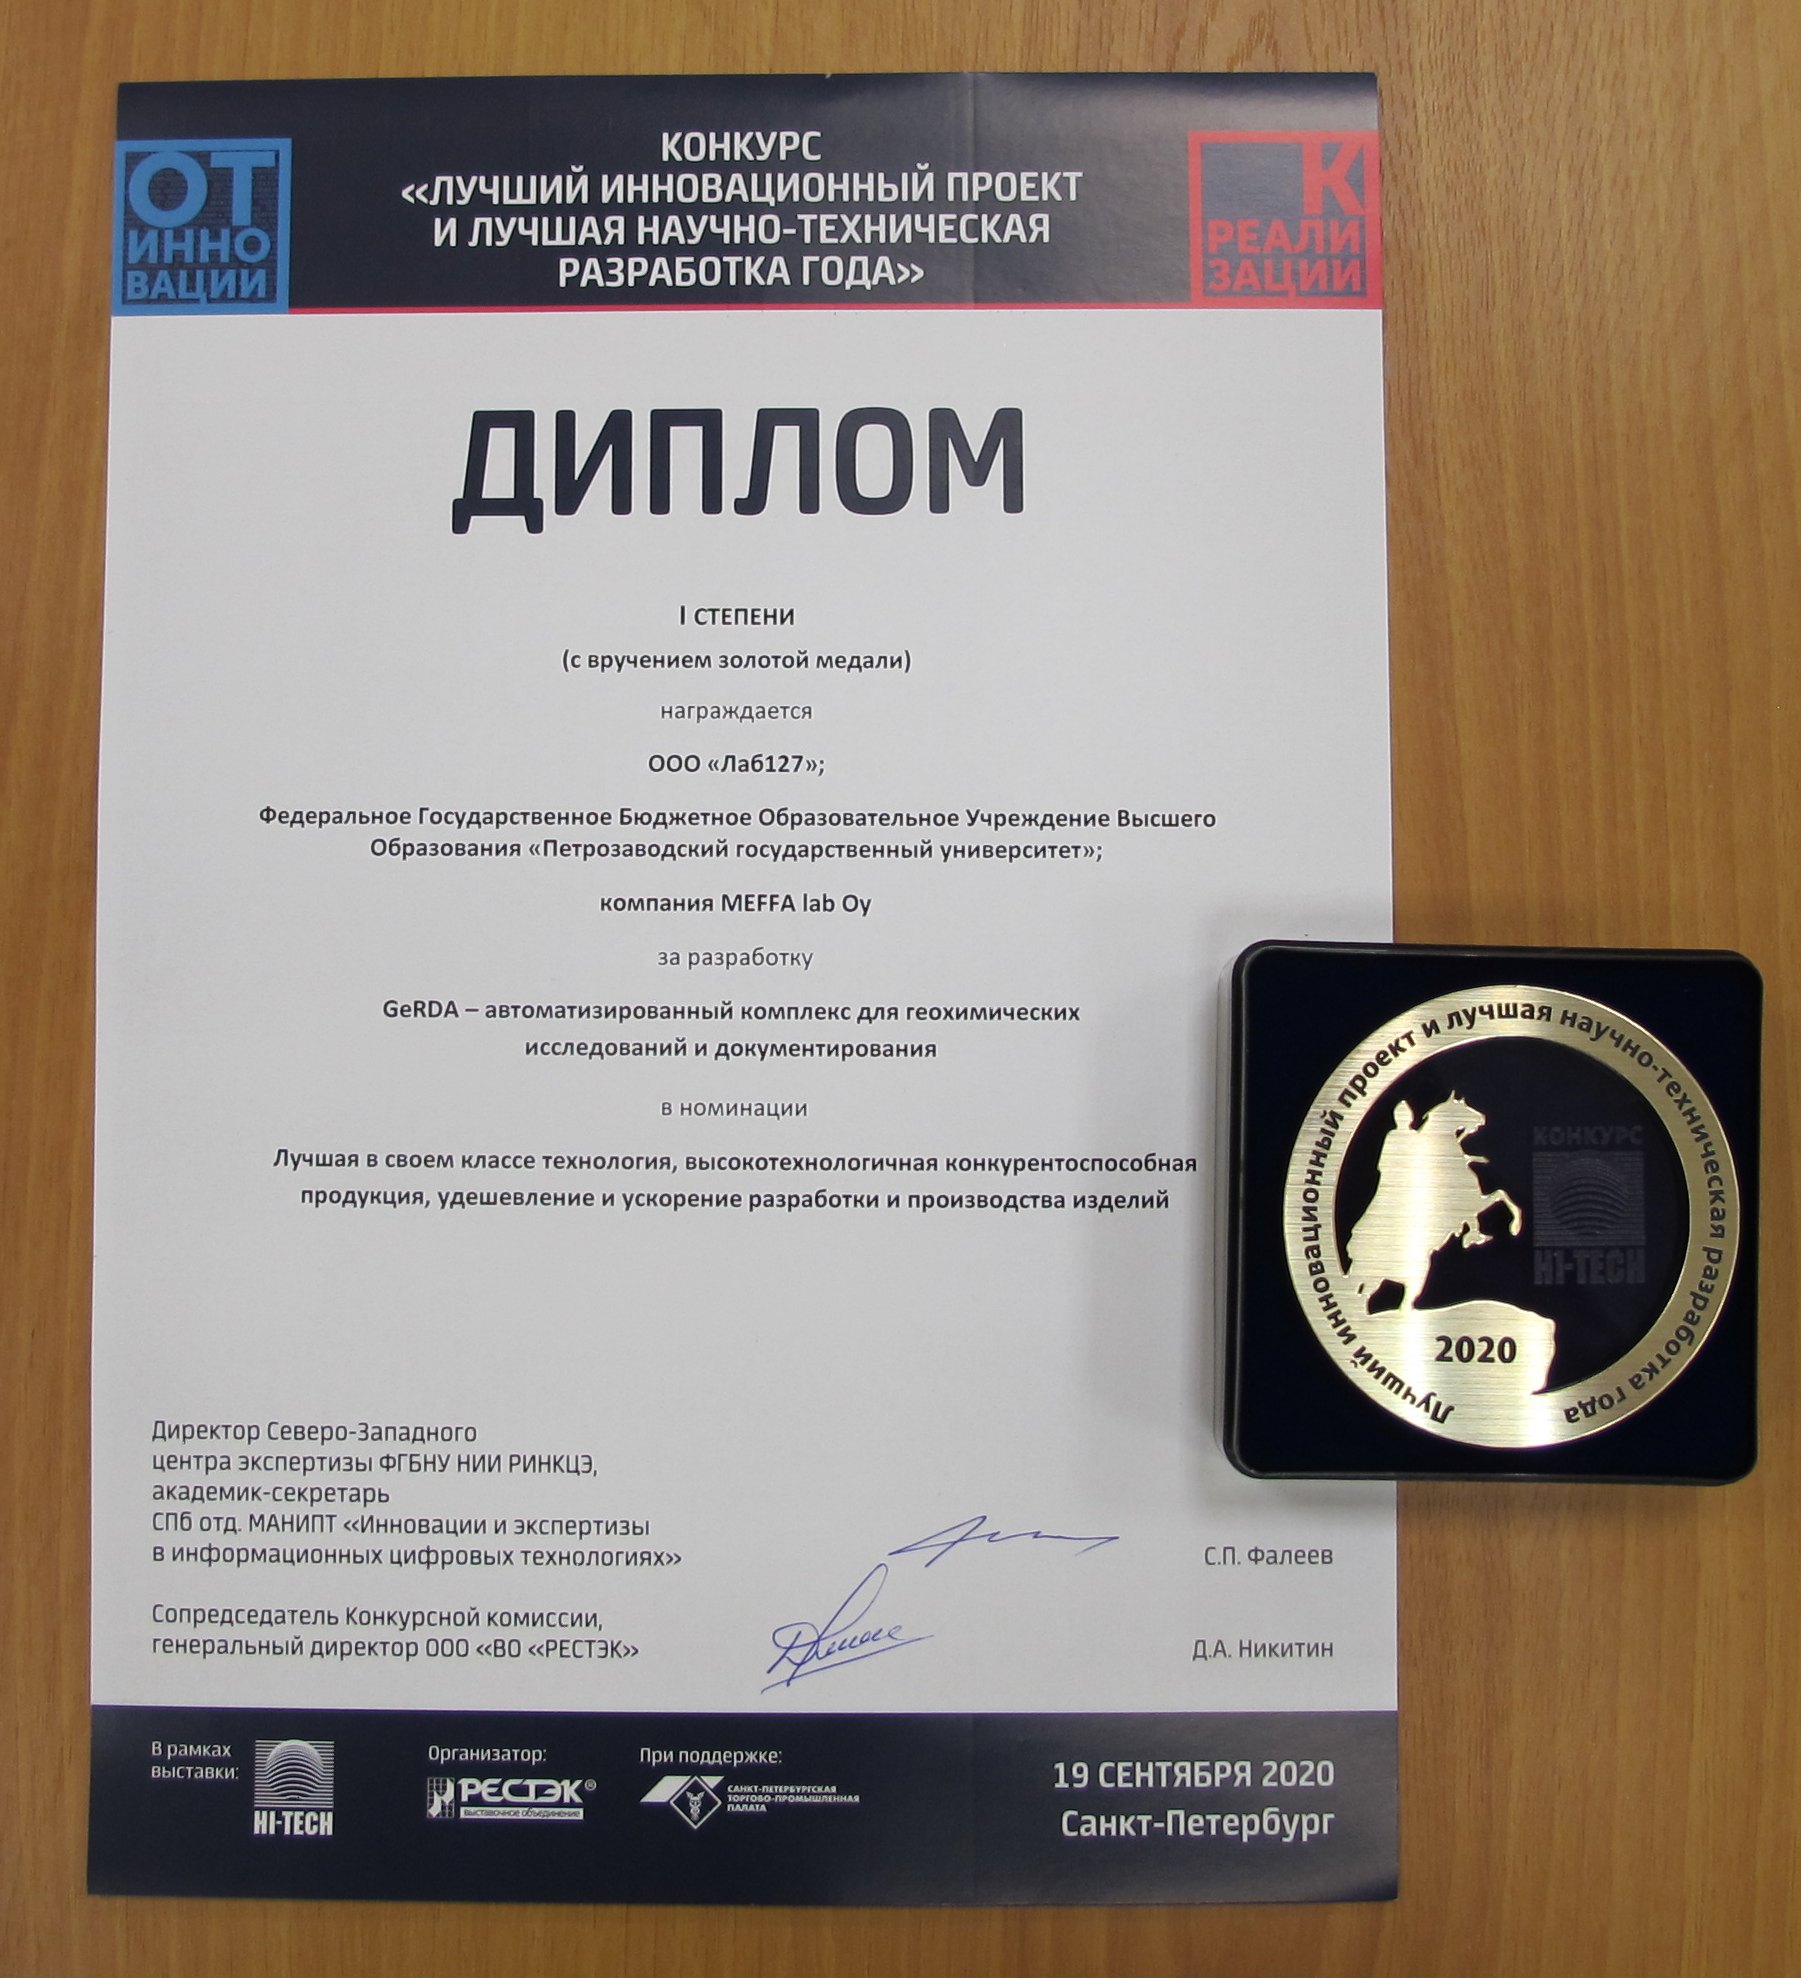 ОТ
ИННО
ВАЦИИ
КОНКУРС
«ЛУЧШИЙ ИННОВАЦИОННЫЙ ПРОЕКТ
И ЛУЧШАЯ НАУЧНО-ТЕХНИЧЕСКАЯ
РАЗРАБОТКА ГОДА»
К
РЕАЛИ
ЗАЦИИ
ДИПЛОМ
I СТЕПЕНИ
(с вручением золотой медали)
награждается
ООО «Лаб127»;
Федеральное Государственное Бюджетное Образовательное Учреждение Высшего
Образования «Петрозаводский государственный университет»;
компания MEFFA lab Oy
за разработку
GeRDA – автоматизированный комплекс для геохимических
исследований и документирования
в номинации
Лучшая в своем классе технология, высокотехнологичная конкурентоспособная
продукция, удешевление и ускорение разработки и производства изделий
Лучший инновационный проект и лучшая научно-техническая разработка года
КОНКУРС
HI-TECH
2020
Директор Северо-Западного
центра экспертизы ФГБНУ НИИ РИНКЦЭ,
академик-секретарь
СПб отд. МАНИПТ «Инновации и экспертизы
в информационных цифровых технологиях»
С.П. Фалеев
Сопредседатель Конкурсной комиссии,
генеральный директор ООО «ВО «РЕСТЭК»
Д.А. Никитин
В рамках
выставки:
HI-TECH
Организатор:
РЕСТЭК®
выставочное объединение
При поддержке:
САНКТ-ПЕТЕРБУРГСКАЯ
ТОРГОВО-ПРОМЫШЛЕННАЯ
ПАЛАТА
19 СЕНТЯБРЯ 2020
Санкт-Петербург